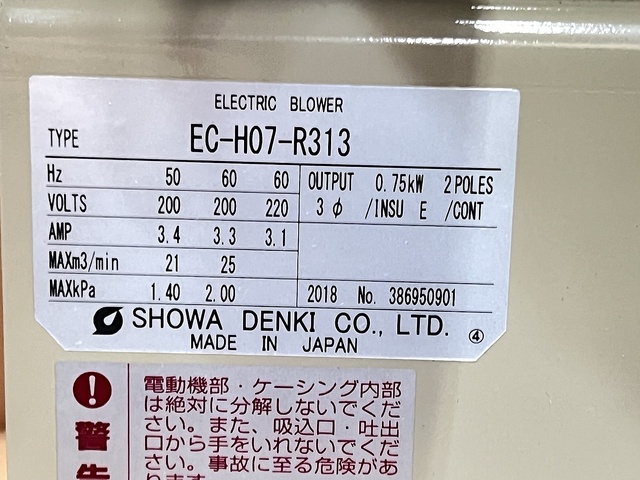 ELECTRIC BLOWER
TYPE EC-H07-R313
Hz 50 60 60 OUTPUT 0.75kW 2POLES
VOLTS 200 200 220 3 φ /INSU E /CONT
AMP 3.4 3.3 3.1
MAXm3/min 21 25
MAXkPa 1.40 2.00 2018 No. 386950901
SHOWA DENKI CO., LTD. ④
MADE IN JAPAN
警告
電動機部・ケーシング内部
は絶対に分解しないでくだ
さい。また、吸込口・吐出
口から手をいれないでくだ
さい。事故に至る危険があ
ります。